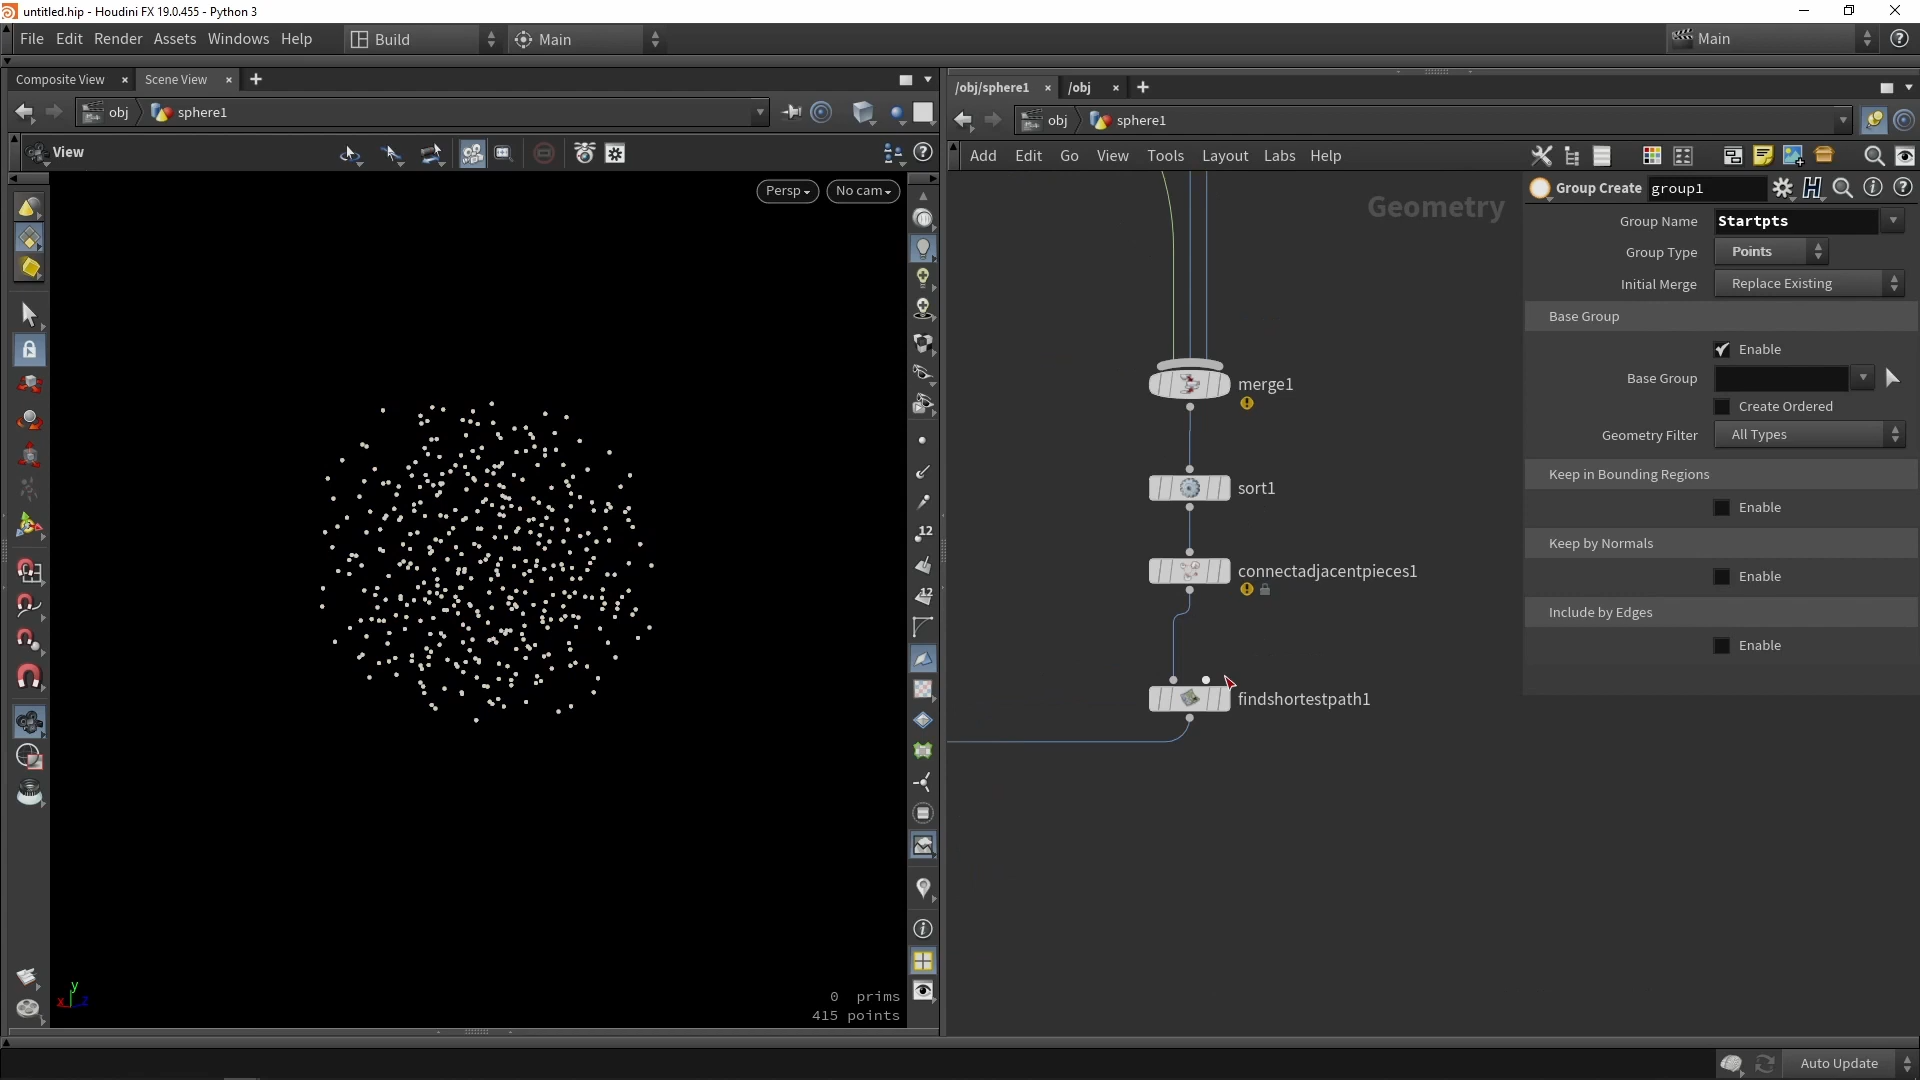 untitled.hip - Houdini FX 19.0.455 - Python 3
File Edit Render Assets Windows Help
Build
Main
Main
Composite View
Scene View
/obj/sphere1
/obj
obj
sphere1
obj
sphere1
View
Add Edit Go View Tools Layout Labs Help
Persp
No cam
Geometry
Group Create group1
Group Name Startpts
Group Type Points
Initial Merge Replace Existing
Base Group
Enable
Base Group
Create Ordered
Geometry Filter All Types
Keep in Bounding Regions
Enable
Keep by Normals
Enable
Include by Edges
Enable
merge1
sort1
connectadjacentpieces1
findshortestpath1
12
12
y
x z
0 prims
415 points
Auto Update